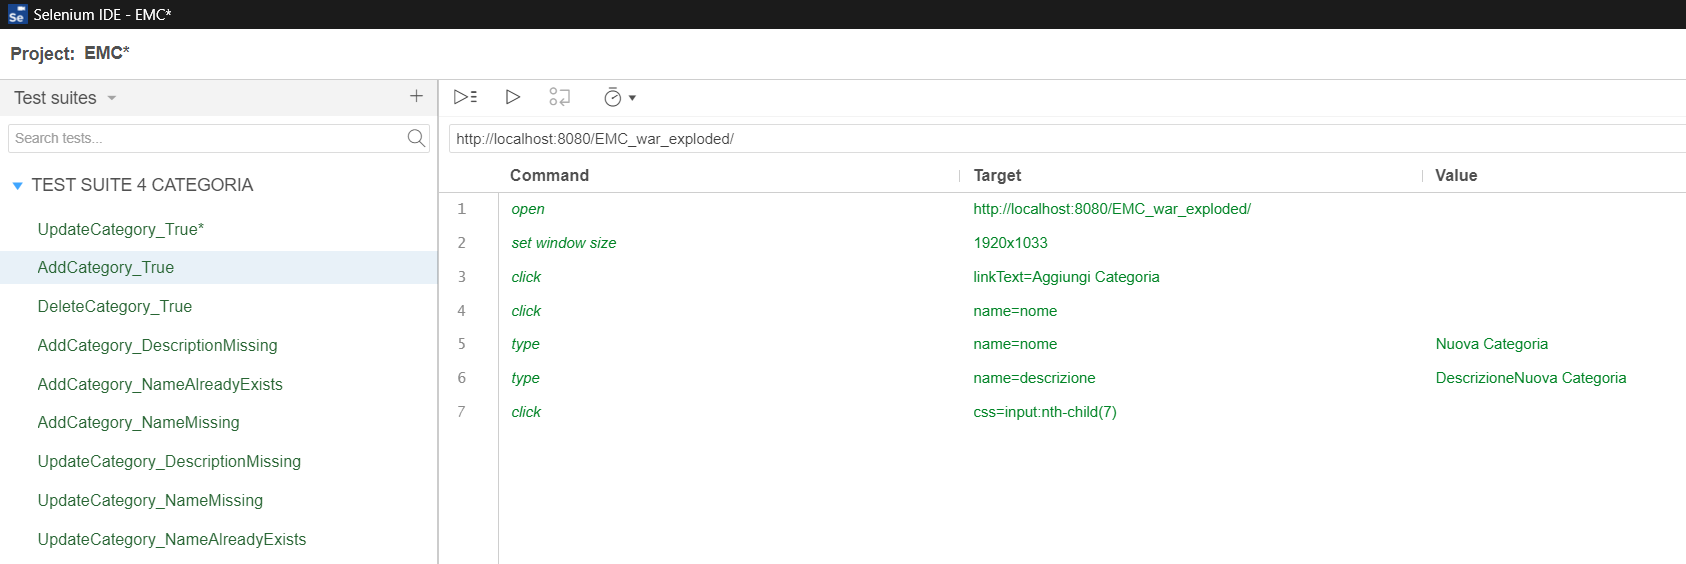 Selenium IDE - EMC*
Project: EMC*
Test suites
Search tests...
http://localhost:8080/EMC_war_exploded/
TEST SUITE 4 CATEGORIA
UpdateCategory_True*
AddCategory_True
DeleteCategory_True
AddCategory_DescriptionMissing
AddCategory_NameAlreadyExists
AddCategory_NameMissing
UpdateCategory_DescriptionMissing
UpdateCategory_NameMissing
UpdateCategory_NameAlreadyExists
Command Target Value
1 open http://localhost:8080/EMC_war_exploded/
2 set window size 1920x1033
3 click linkText=Aggiungi Categoria
4 click name=nome
5 type name=nome Nuova Categoria
6 type name=descrizione DescrizioneNuova Categoria
7 click css=input:nth-child(7)